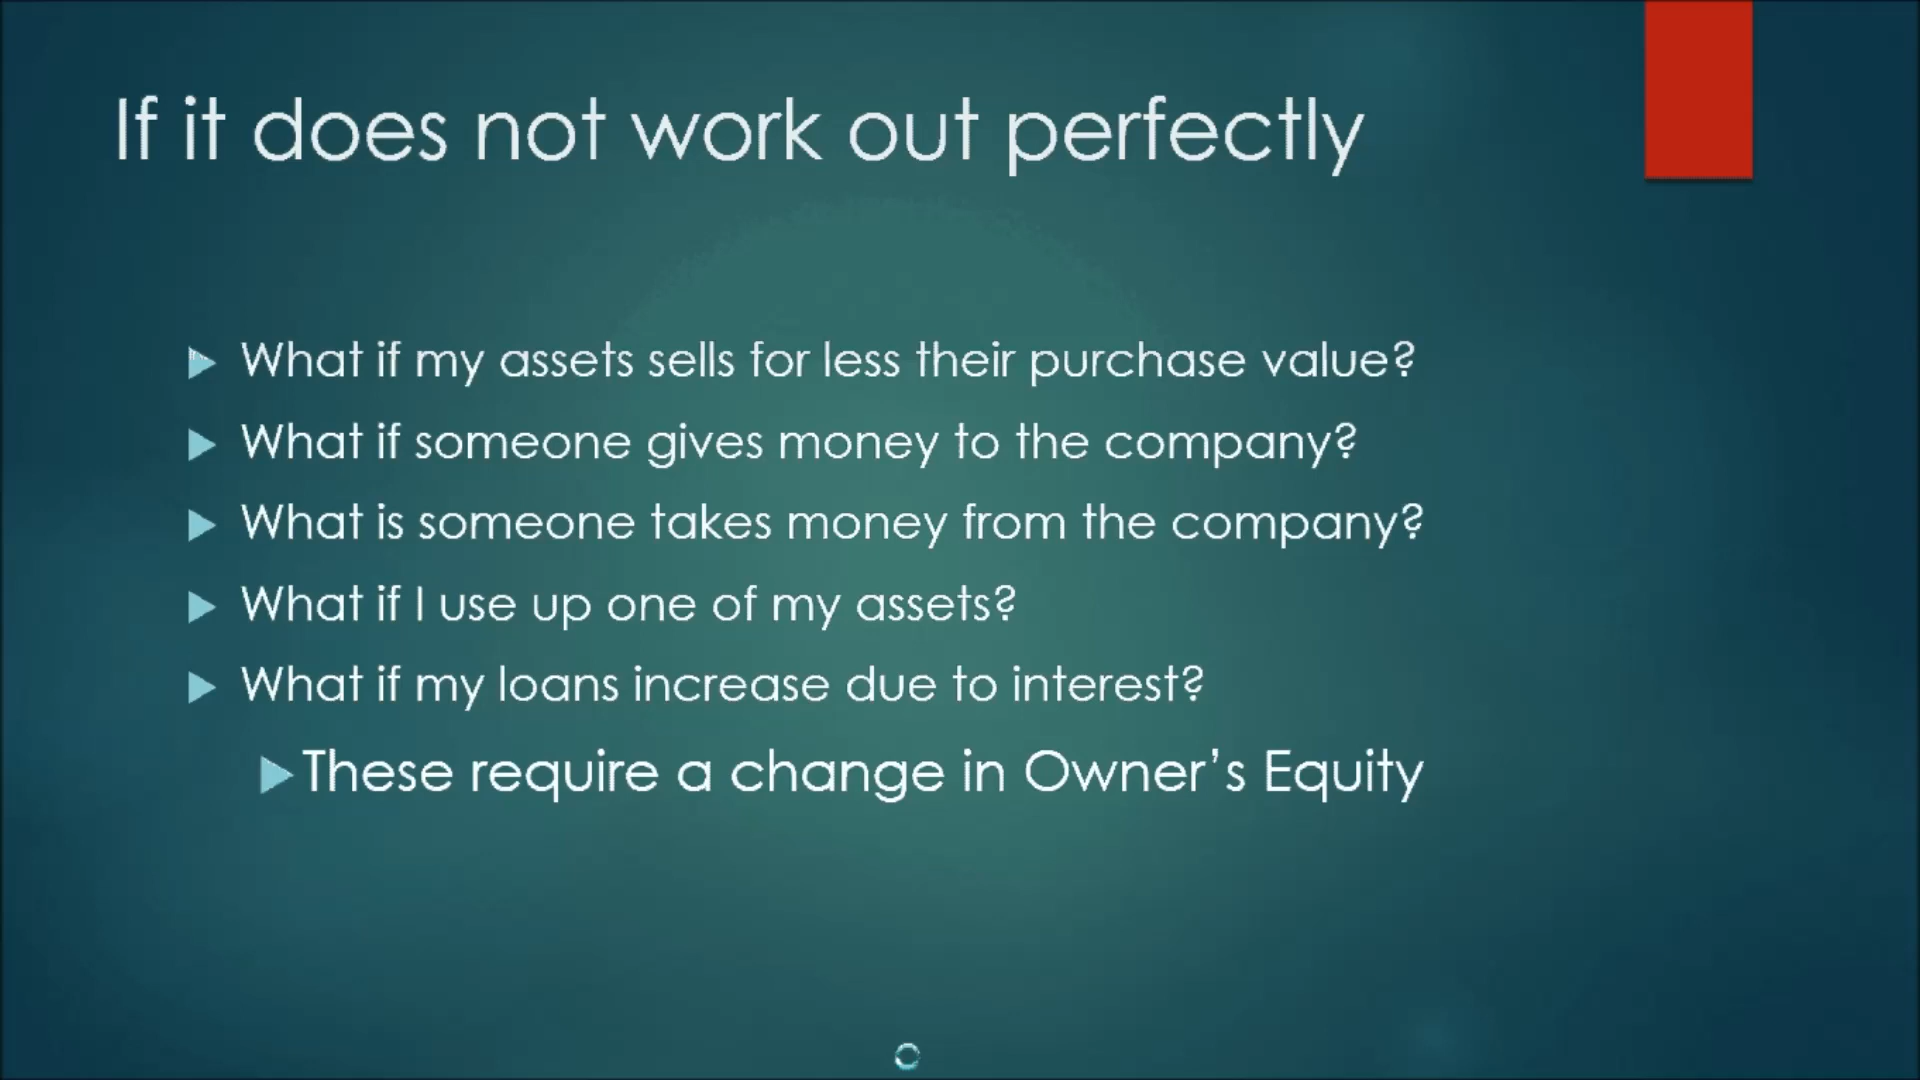 If it does not work out perfectly
What if my assets sells for less their purchase value?
What if someone gives money to the company?
What is someone takes money from the company?
What if I use up one of my assets?
What if my loans increase due to interest?
These require a change in Owner’s Equity